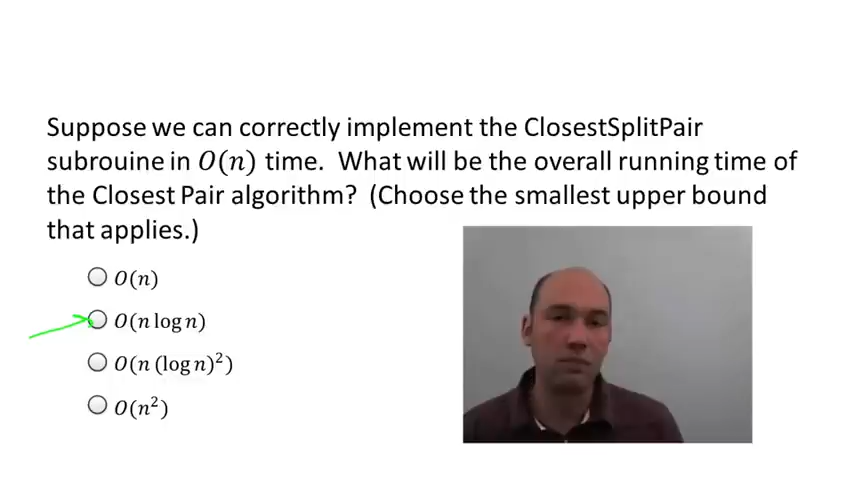 Suppose we can correctly implement the ClosestSplitPair
subrouine in O(n) time. What will be the overall running time of
the Closest Pair algorithm? (Choose the smallest upper bound
that applies.)
O(n)
O(n log n)
O(n (log n)²)
O(n²)